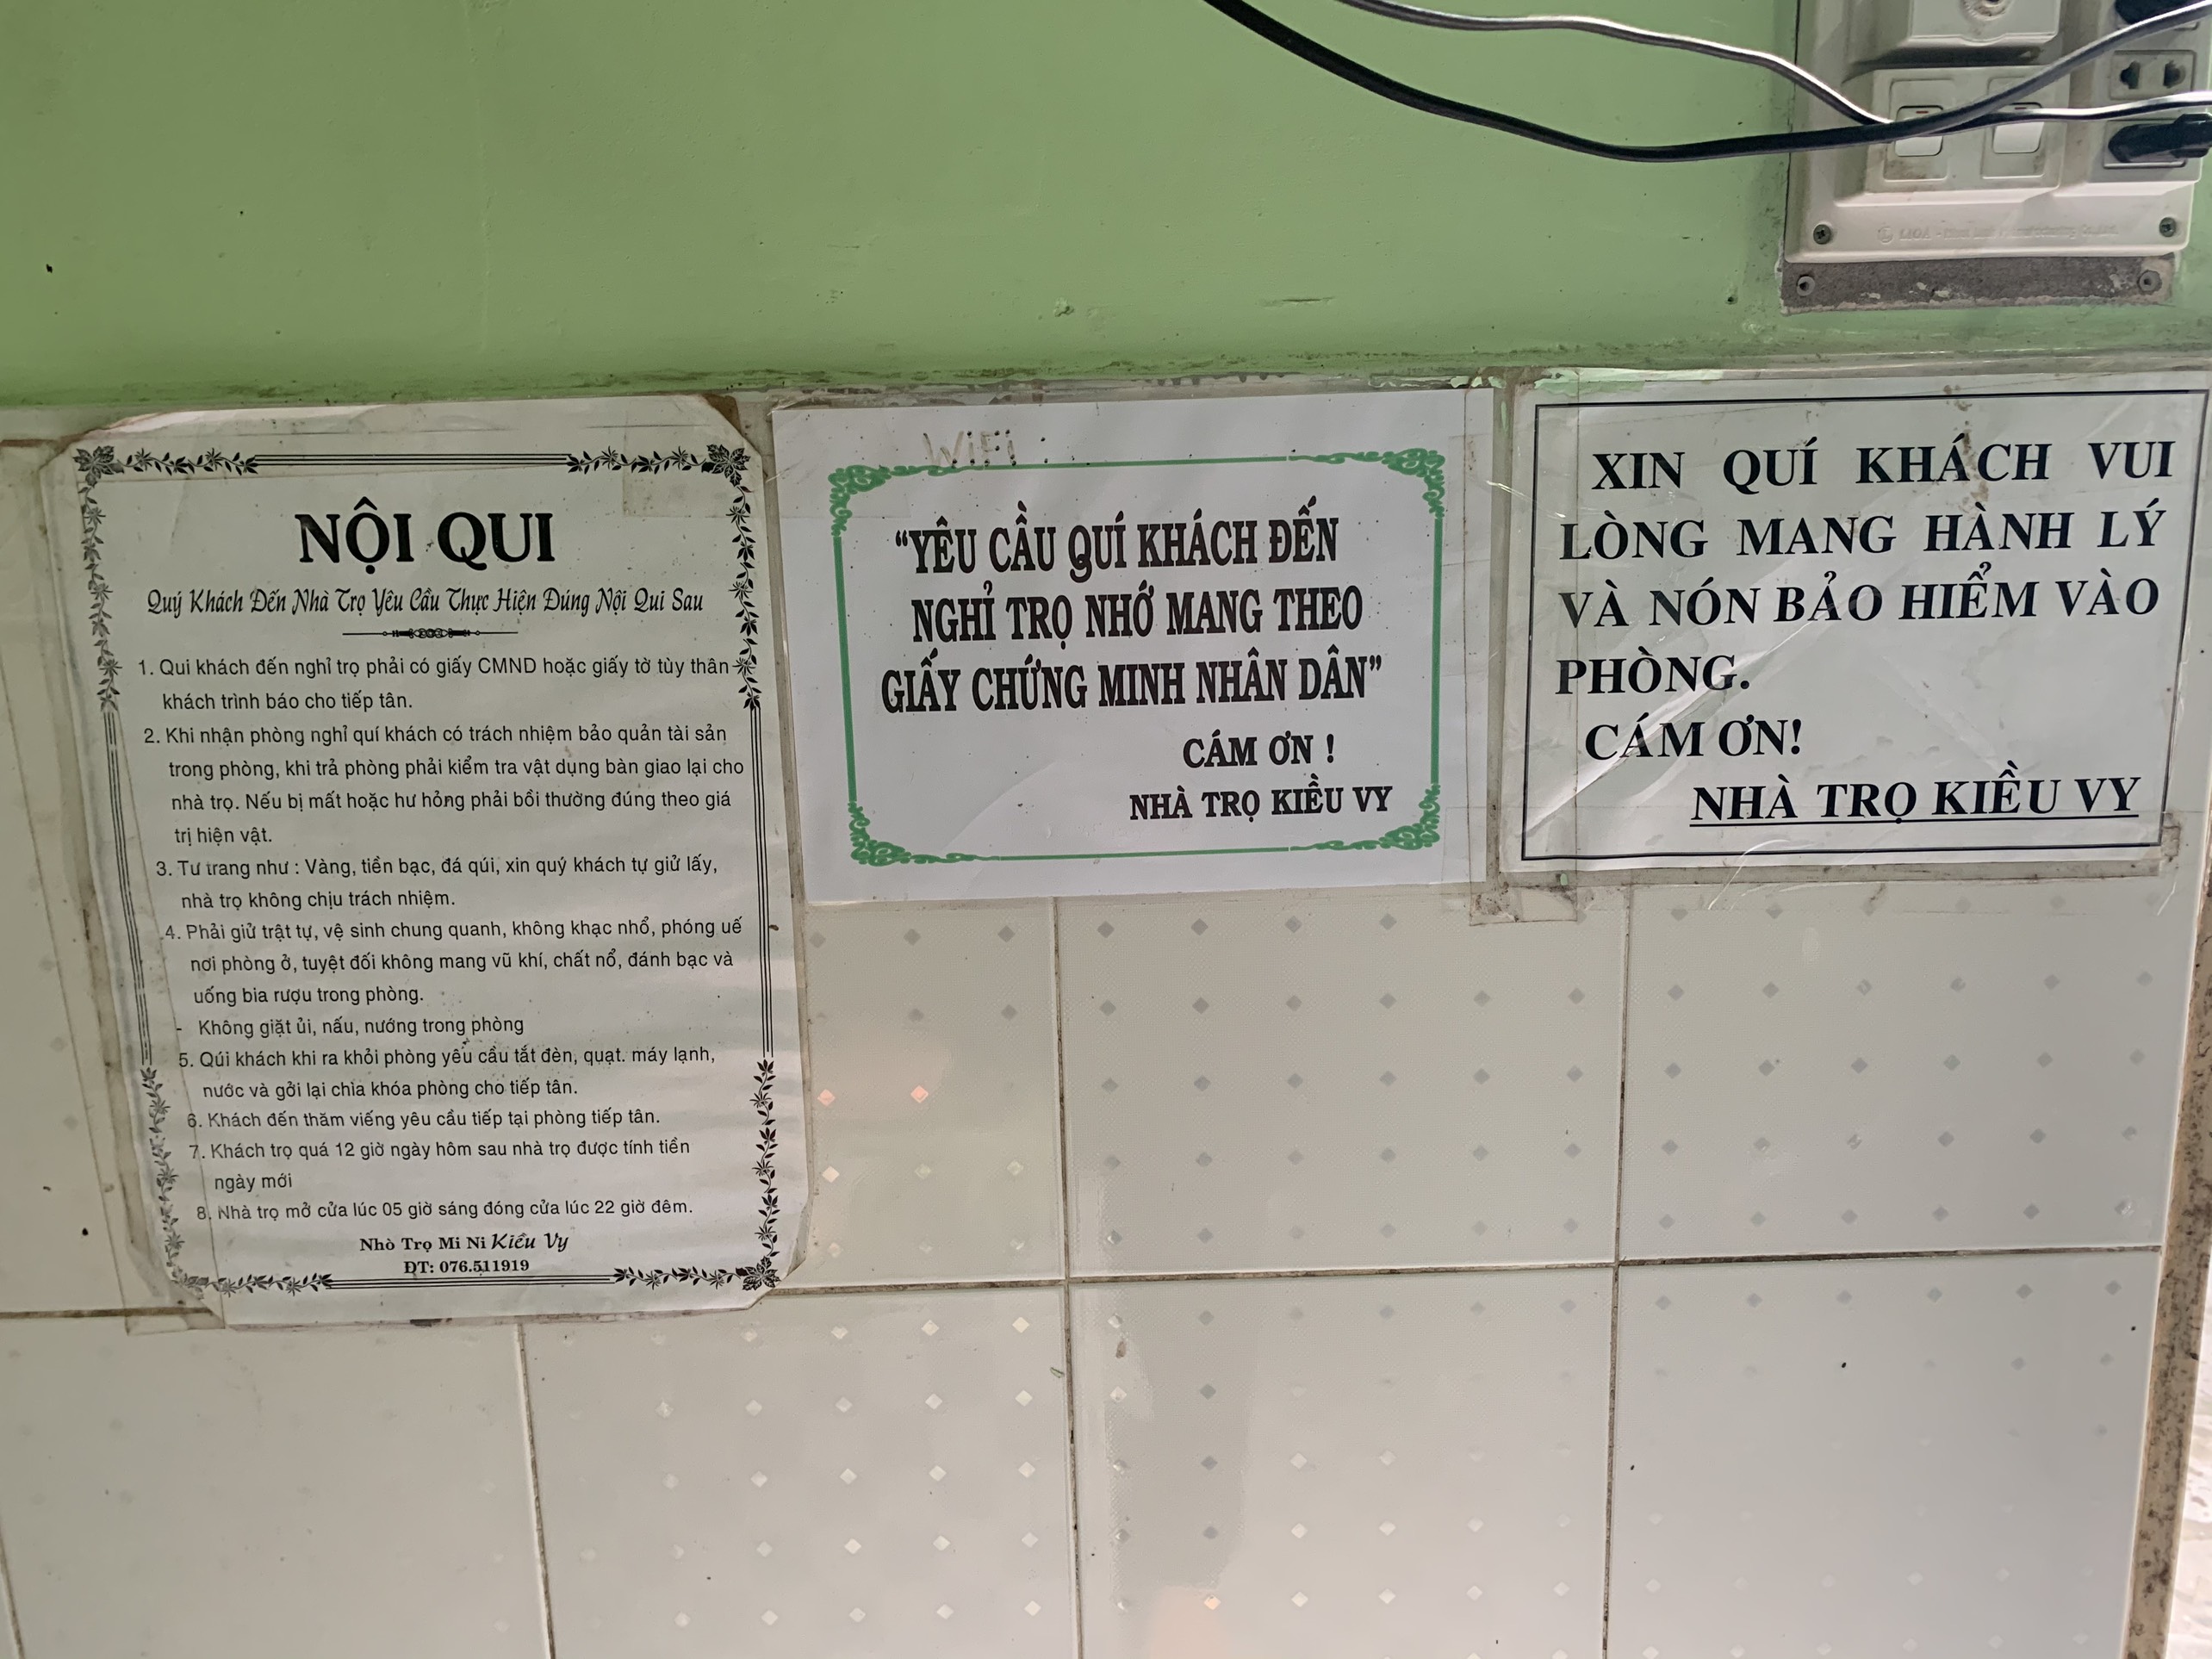 NỘI QUI
Quý Khách Đến Nhà Trọ Yêu Cầu Thực Hiện Đúng Nội Qui Sau
1. Qui khách đến nghỉ trọ phải có giấy CMND hoặc giấy tờ tùy thân
khách trình báo cho tiếp tân.
2. Khi nhận phòng nghỉ quí khách có trách nhiệm bảo quản tài sản
trong phòng, khi trả phòng phải kiểm tra vật dụng bàn giao lại cho
nhà trọ. Nếu bị mất hoặc hư hỏng phải bồi thường đúng theo giá
trị hiện vật.
3. Tư trang như : Vàng, tiền bạc, đá qúi, xin quý khách tự giử lấy,
nhà trọ không chịu trách nhiệm.
4. Phải giử trật tự, vệ sinh chung quanh, không khạc nhổ, phóng uế
nơi phòng ở, tuyệt đối không mang vũ khí, chất nổ, đánh bạc và
uống bia rượu trong phòng.
- Không giặt ủi, nấu, nướng trong phòng
5. Qúi khách khi ra khỏi phòng yêu cầu tắt đèn, quạt. máy lạnh,
nước và gởi lại chìa khóa phòng cho tiếp tân.
6. Khách đến thăm viếng yêu cầu tiếp tại phòng tiếp tân.
7. Khách trọ quá 12 giờ ngày hôm sau nhà trọ được tính tiền
ngày mới
8. Nhà trọ mở cửa lúc 05 giờ sáng đóng cửa lúc 22 giờ đêm.
Nhò Trọ Mi Ni Kiều Vy
ĐT: 076.511919
WiFi :
“YÊU CẦU QUÍ KHÁCH ĐẾN
NGHỈ TRỌ NHỚ MANG THEO
GIẤY CHỨNG MINH NHÂN DÂN”
CÁM ƠN !
NHÀ TRỌ KIỀU VY
XIN QUÍ KHÁCH VUI
LÒNG MANG HÀNH LÝ
VÀ NÓN BẢO HIỂM VÀO
PHÒNG.
CÁM ƠN!
NHÀ TRỌ KIỀU VY